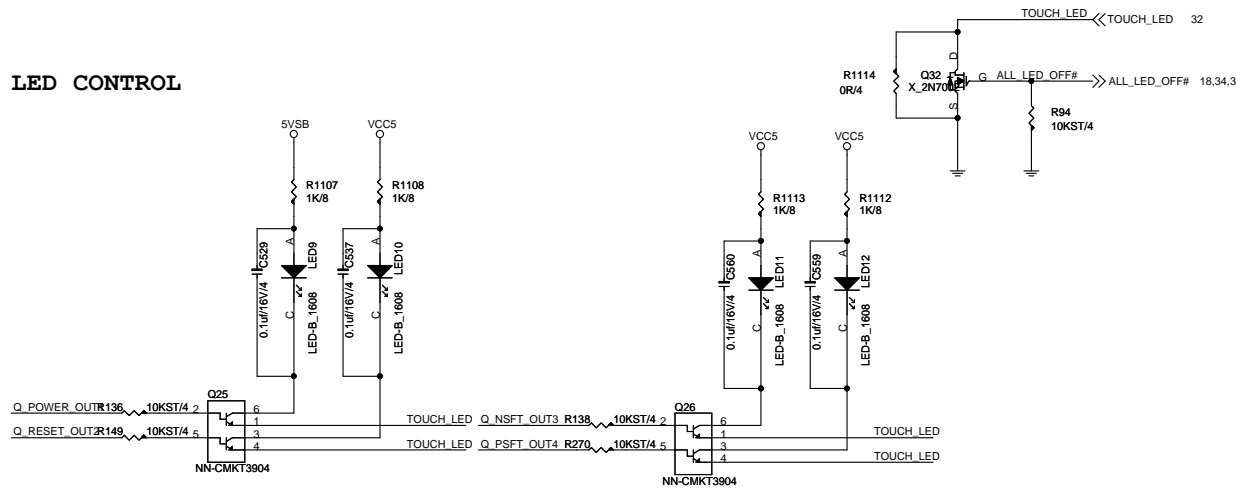 TOUCH_LED
TOUCH_LED 32
LED CONTROL
R1114
0R/4
Q32
X_2N7002
D
G
S
ALL_LED_OFF#
ALL_LED_OFF# 18,34,3
R94
10KST/4
5VSB
VCC5
VCC5
VCC5
R1107
1K/8
R1108
1K/8
R1113
1K/8
R1112
1K/8
A
C529
0.1uf/16V/4
LED9
LED-B_1608
C
A
C537
0.1uf/16V/4
LED10
LED-B_1608
C
A
C560
0.1uf/16V/4
LED11
LED-B_1608
C
A
C559
0.1uf/16V/4
LED12
LED-B_1608
C
Q25
Q_POWER_OUT1 R136 10KST/4 2 6
1 TOUCH_LED
Q_RESET_OUT2 R149 10KST/4 5 3
4 TOUCH_LED
NN-CMKT3904
Q26
Q_NSFT_OUT3 R138 10KST/4 2 6
1 TOUCH_LED
Q_PSFT_OUT4 R270 10KST/4 5 3
4 TOUCH_LED
NN-CMKT3904